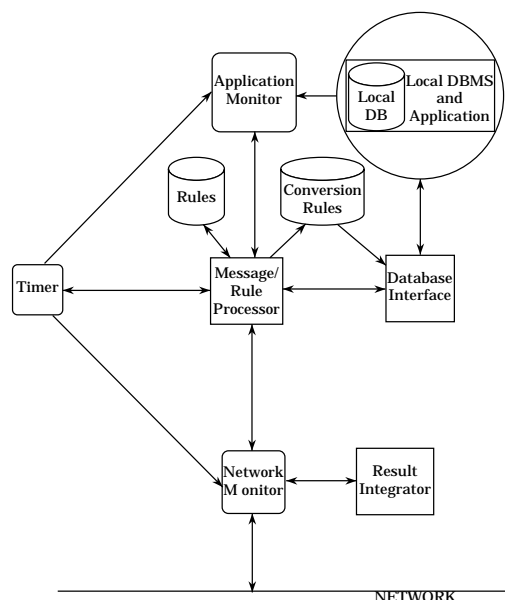 Application
Monitor
Local
DB
Local DBMS
and
Application
Rules
Conversion
Rules
Timer
Message/
Rule
Processor
Database
Interface
Network
M onitor
Result
Integrator
NETWORK